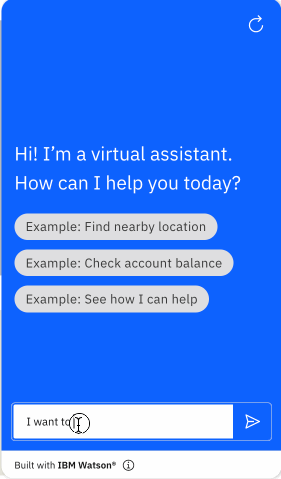 Hi! I'm a virtual assistant.
How can I help you today?
Example: Find nearby location
Example: Check account balance
Example: See how I can help
I want to
Built with IBM Watson®